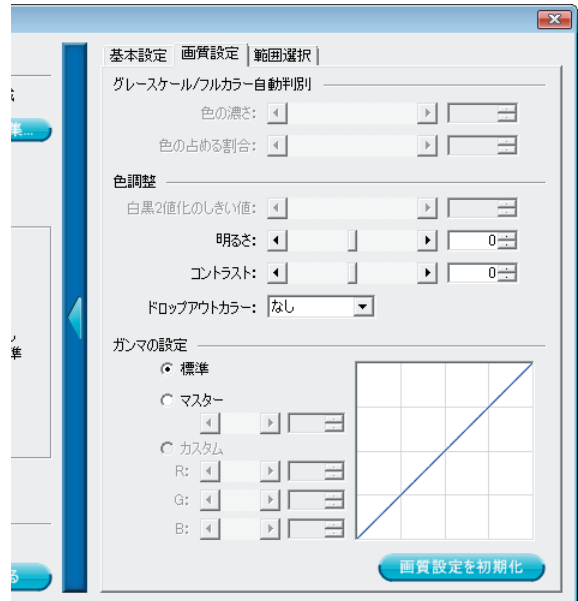 基本設定 画質設定 範囲選択
グレースケール/フルカラー自動判別
色の濃さ:
色の占める割合:
色調整
白黒2値化のしきい値:
明るさ: 0
コントラスト: 0
ドロップアウトカラー: なし
ガンマの設定
標準
マスター
カスタム
R:
G:
B:
画質設定を初期化
集...
準
る